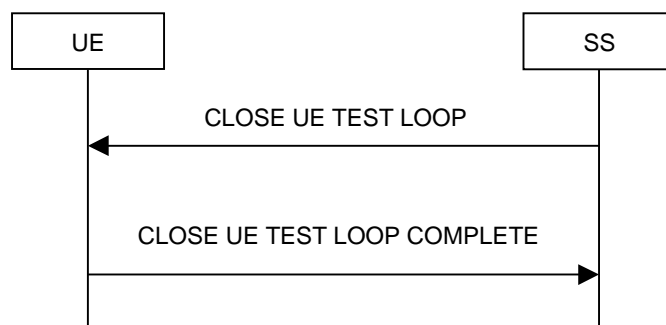 UE
SS
CLOSE UE TEST LOOP
CLOSE UE TEST LOOP COMPLETE